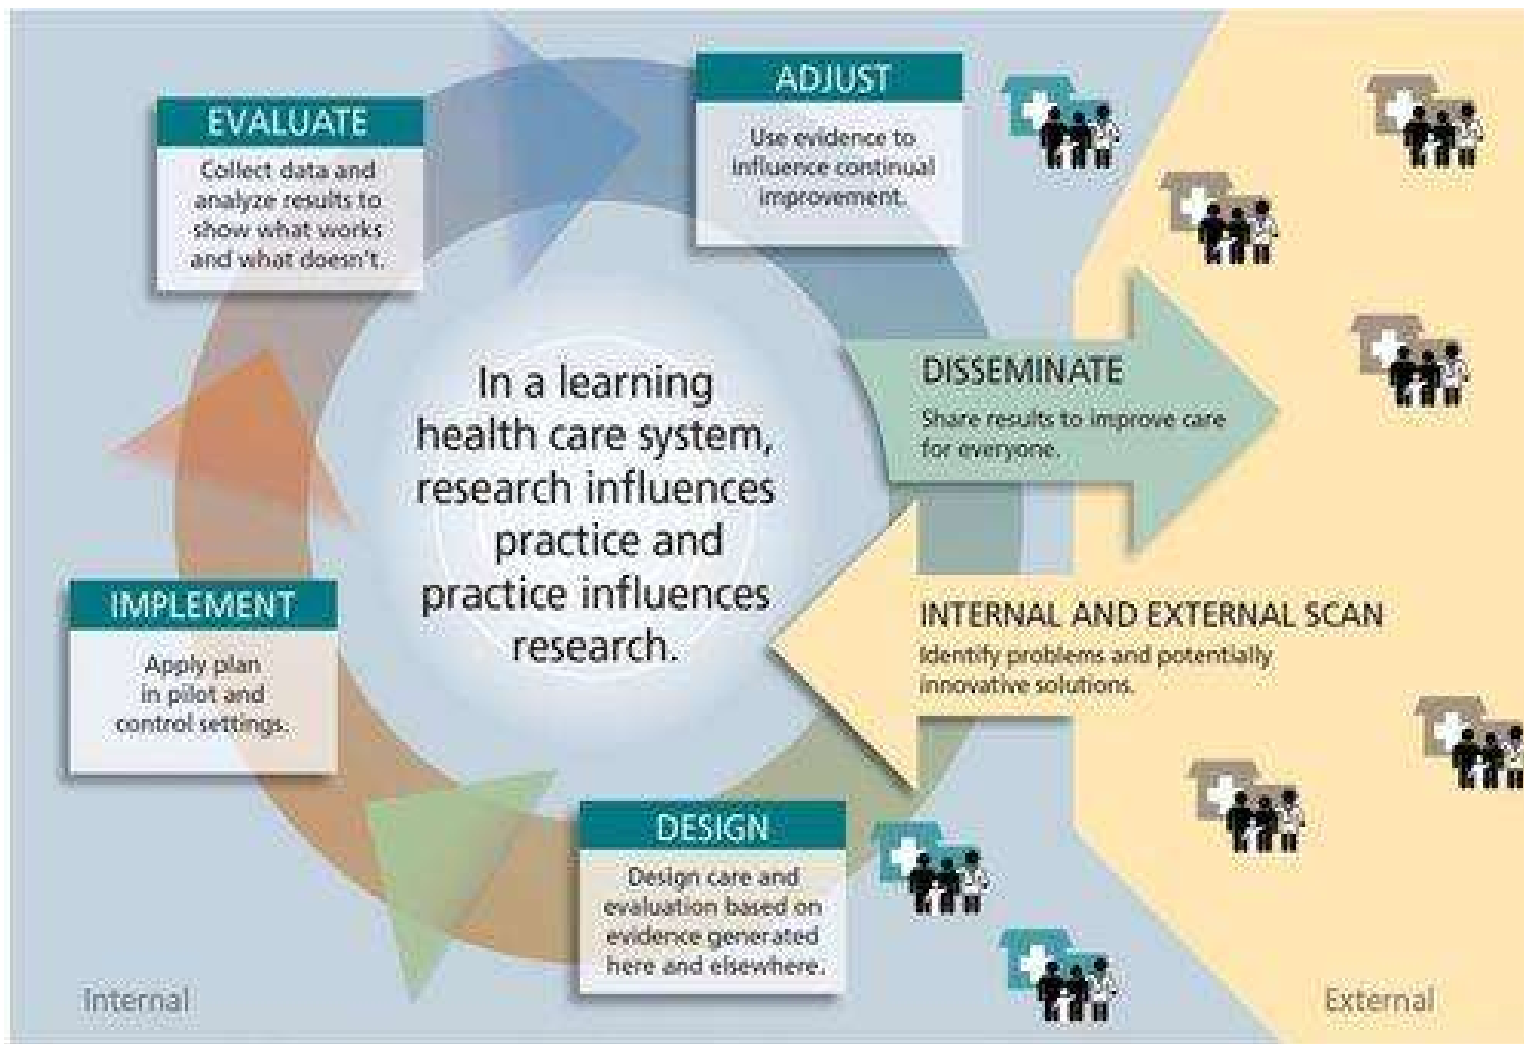 EVALUATE
Collect data and
analyze results to
show what works
and what doesn't.
ADJUST
Use evidence to
influence continual
improvement.
In a learning
health care system,
research influences
practice and
practice influences
research.
DISSEMINATE
Share results to improve care
for everyone.
INTERNAL AND EXTERNAL SCAN
Identify problems and potentially
innovative solutions.
IMPLEMENT
Apply plan
in pilot and
control settings.
DESIGN
Design care and
evaluation based on
evidence generated
here and elsewhere.
Internal
External